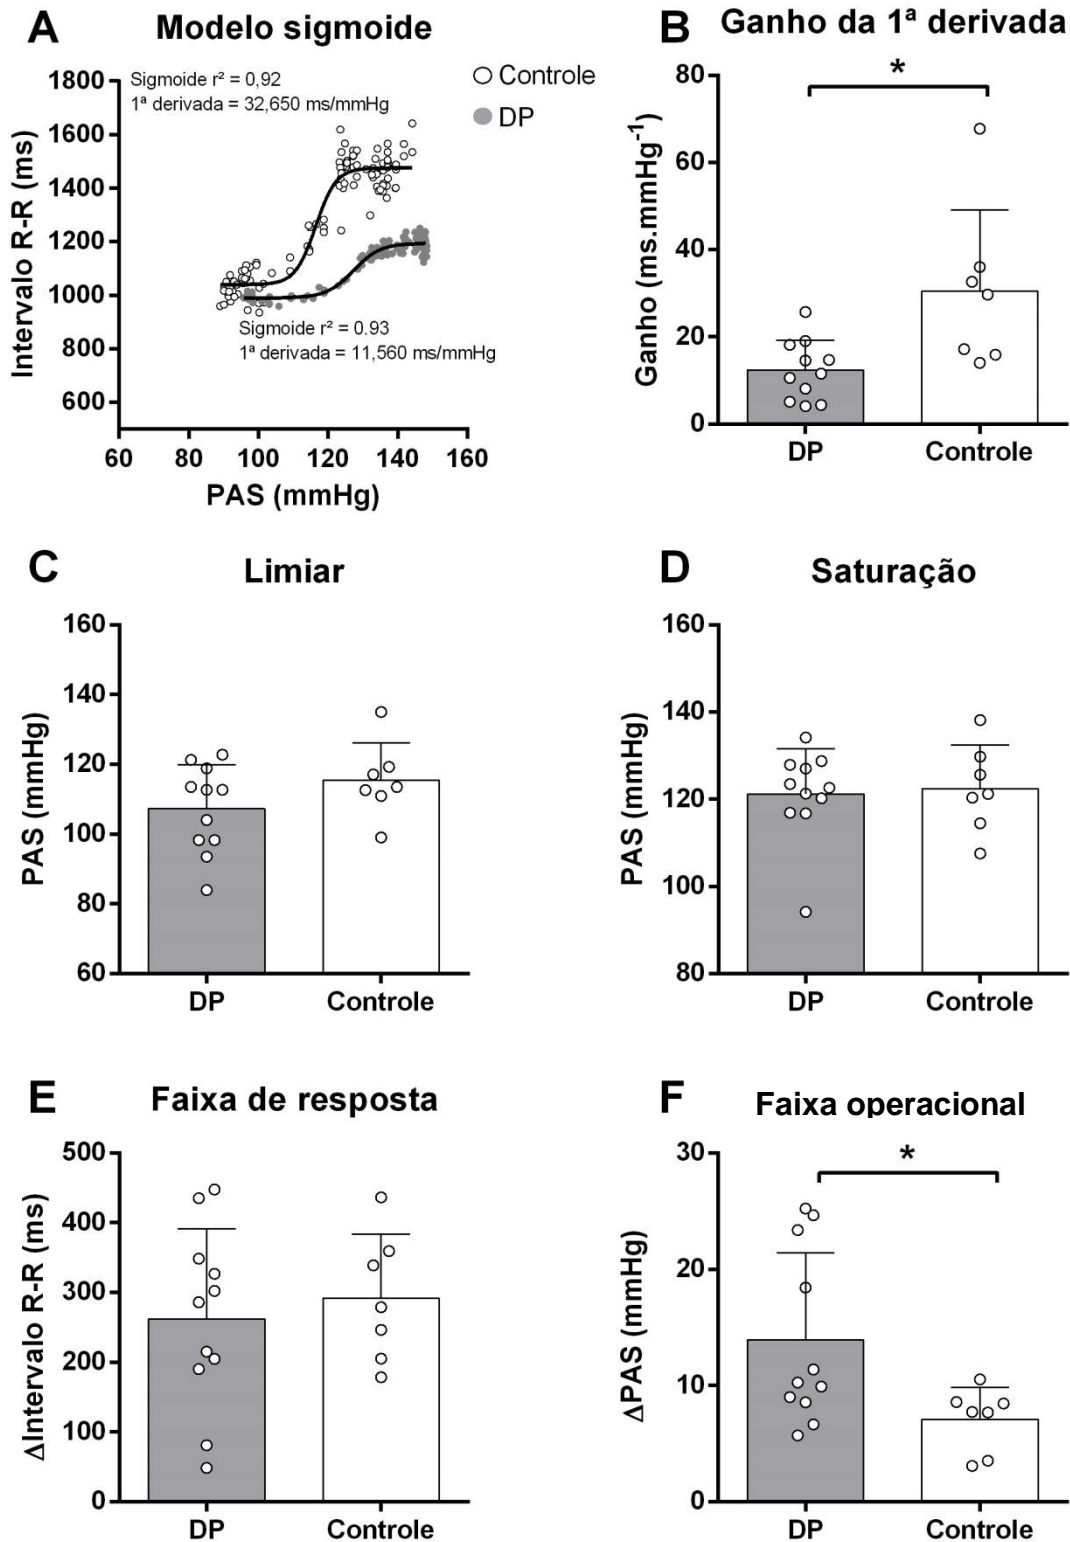 A
Modelo sigmoide
Sigmoide r² = 0,92
1ª derivada = 32,650 ms/mmHg
Controle
DP
Intervalo R-R (ms)
1800
1600
1400
1200
1000
800
600
Sigmoide r² = 0.93
1ª derivada = 11,560 ms/mmHg
60 80 100 120 140 160
PAS (mmHg)
B
Ganho da 1ª derivada
*
Ganho (ms.mmHg⁻¹)
80
60
40
20
0
DP Controle
C
Limiar
PAS (mmHg)
160
140
120
100
80
60
DP Controle
D
Saturação
PAS (mmHg)
160
140
120
100
80
DP Controle
E
Faixa de resposta
ΔIntervalo R-R (ms)
500
400
300
200
100
0
DP Controle
F
Faixa operacional
*
ΔPAS (mmHg)
30
20
10
0
DP Controle